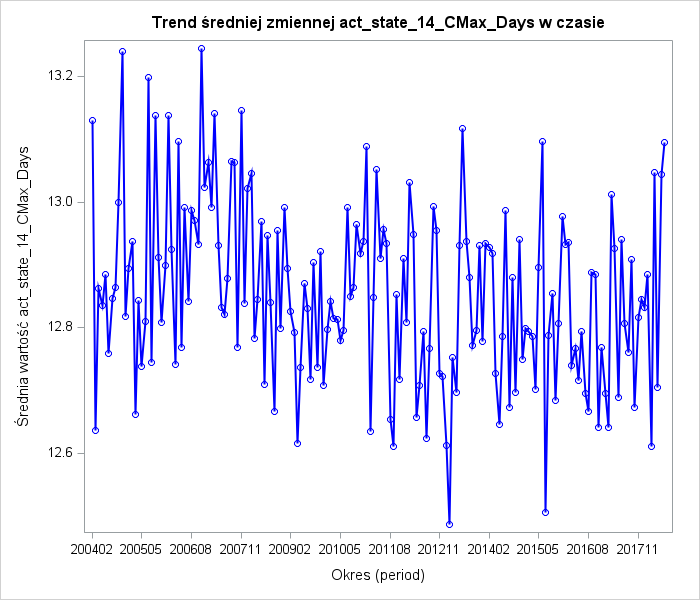 Trend średniej zmiennej act_state_14_CMax_Days w czasie
Średnia wartość act_state_14_CMax_Days
13.2
13.0
12.8
12.6
200402 200505 200608 200711 200902 201005 201108 201211 201402 201505 201608 201711
Okres (period)